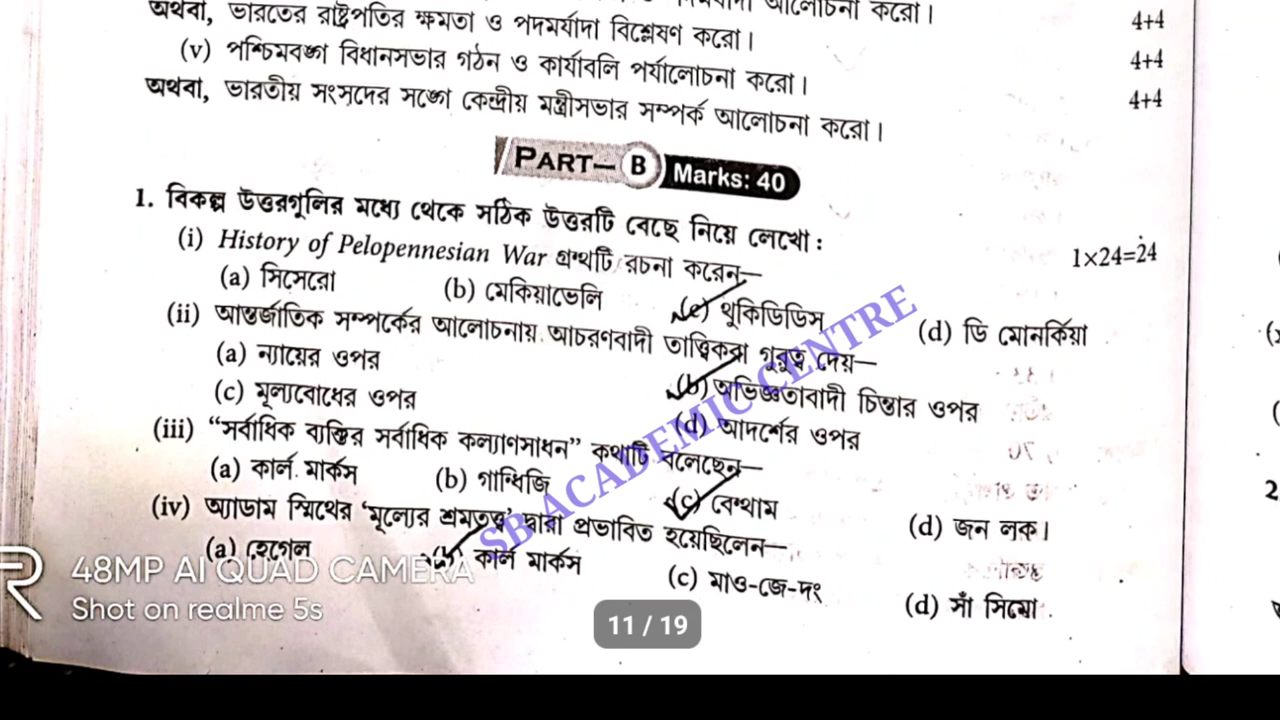 আলোচনা করো।
অথবা, ভারতের রাষ্ট্রপতির ক্ষমতা ও পদমর্যাদা বিশ্লেষণ করো। 4+4
(v) পশ্চিমবঙ্গ বিধানসভার গঠন ও কার্যাবলি পর্যালোচনা করো। 4+4
অথবা, ভারতীয় সংসদের সঙ্গে কেন্দ্রীয় মন্ত্রীসভার সম্পর্ক আলোচনা করো। 4+4
PART— B Marks: 40
1. বিকল্প উত্তরগুলির মধ্যে থেকে সঠিক উত্তরটি বেছে নিয়ে লেখো : 1×24=24
(i) History of Pelopennesian War গ্রন্থটি রচনা করেন—
(a) সিসেরো (b) মেকিয়াভেলি (c) থুকিডিডিস (d) ডি মোনর্কিয়া
(ii) আন্তর্জাতিক সম্পর্কের আলোচনায় আচরণবাদী তাত্ত্বিকরা গুরুত্ব দেয়—
(a) ন্যায়ের ওপর (b) অভিজ্ঞতাবাদী চিন্তার ওপর
(c) মূল্যবোধের ওপর (d) আদর্শের ওপর
(iii) “সর্বাধিক ব্যক্তির সর্বাধিক কল্যাণসাধন” কথাটি বলেছেন—
(a) কার্ল মার্কস (b) গান্ধিজি (c) বেন্থাম (d) জন লক।
(iv) অ্যাডাম স্মিথের ‘মূল্যের শ্রমতত্ত্ব’ দ্বারা প্রভাবিত হয়েছিলেন—
(a) হেগেল (b) কার্ল মার্কস (c) মাও-জে-দং (d) সাঁ সিমো
SB ACADEMIC CENTRE
R 48MP AI QUAD CAMERA
Shot on realme 5s
11 / 19
2